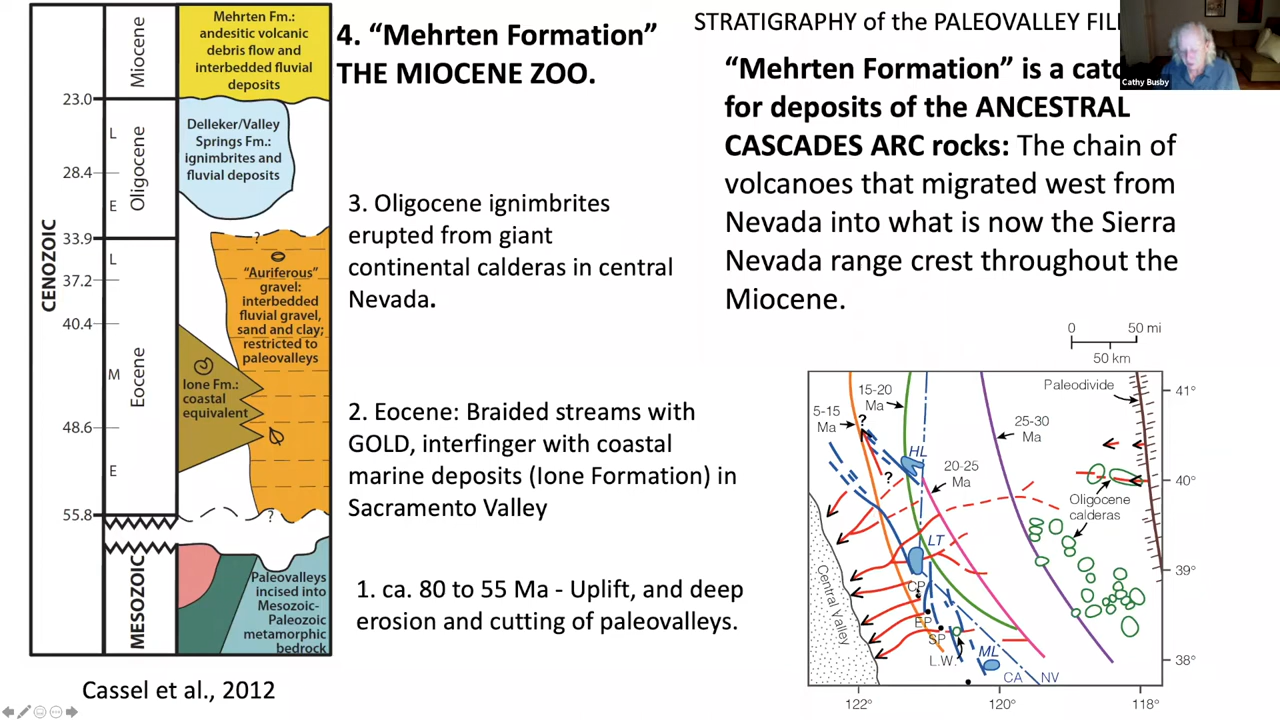 STRATIGRAPHY of the PALEOVALLEY
Cathy Busby
4. “Mehrten Formation”
THE MIOCENE ZOO.
“Mehrten Formation” is a
for deposits of the ANCESTRAL
CASCADES ARC rocks: The chain of
volcanoes that migrated west from
Nevada into what is now the Sierra
Nevada range crest throughout the
Miocene.
3. Oligocene ignimbrites
erupted from giant
continental calderas in central
Nevada.
2. Eocene: Braided streams with
GOLD, interfinger with coastal
marine deposits (Ione Formation) in
Sacramento Valley
1. ca. 80 to 55 Ma - Uplift, and deep
erosion and cutting of paleovalleys.
CENOZOIC
MESOZOIC
Miocene
Oligocene
Eocene
23.0
L
28.4
E
33.9
L
37.2
40.4
M
48.6
E
55.8
Mehrten Fm.:
andesitic volcanic
debris flow and
interbedded fluvial
deposits
Delleker/Valley
Springs Fm.:
ignimbrites and
fluvial deposits
?
“Auriferous”
gravel:
interbedded
fluvial gravel,
sand and clay;
restricted to
paleovalleys
Ione Fm.:
coastal
equivalent
?
Paleovalleys
incised into
Mesozoic-
Paleozoic
metamorphic
bedrock
Cassel et al., 2012
0 50 mi
50 km
Paleodivide
41°
15-20
Ma
5-15
Ma
?
25-30
Ma
HL
20-25
Ma
?
40°
Oligocene
calderas
LT
39°
Central Valley
CP
EP
SP
L.W.
ML
38°
CA NV
122° 120° 118°